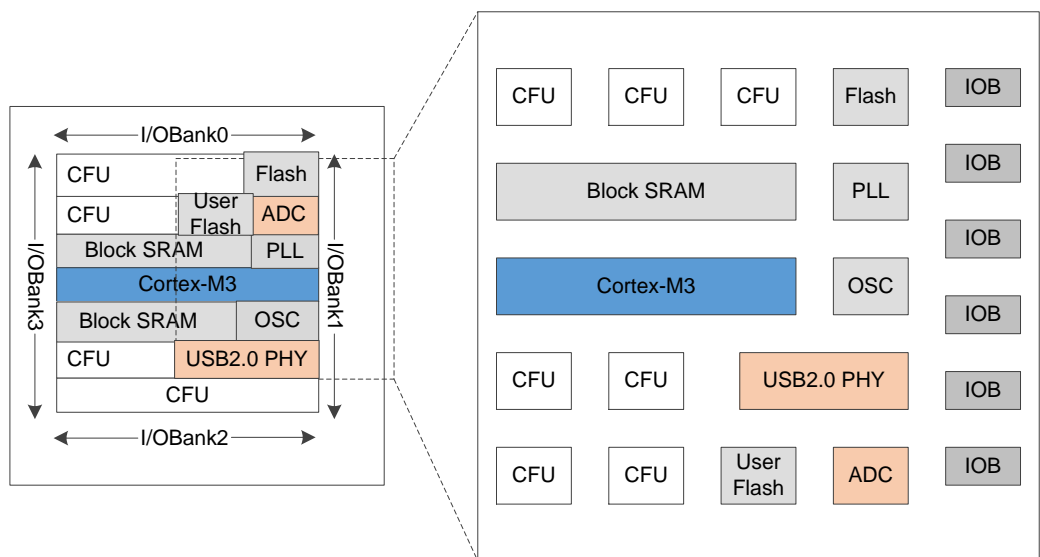 I/OBank0
I/OBank3
I/OBank1
CFU
Flash
CFU
User
Flash
ADC
Block SRAM
PLL
Cortex-M3
Block SRAM
OSC
CFU
USB2.0 PHY
CFU
I/OBank2
CFU
CFU
CFU
Flash
IOB
IOB
Block SRAM
PLL
IOB
Cortex-M3
OSC
IOB
CFU
CFU
USB2.0 PHY
IOB
CFU
CFU
User
Flash
ADC
IOB